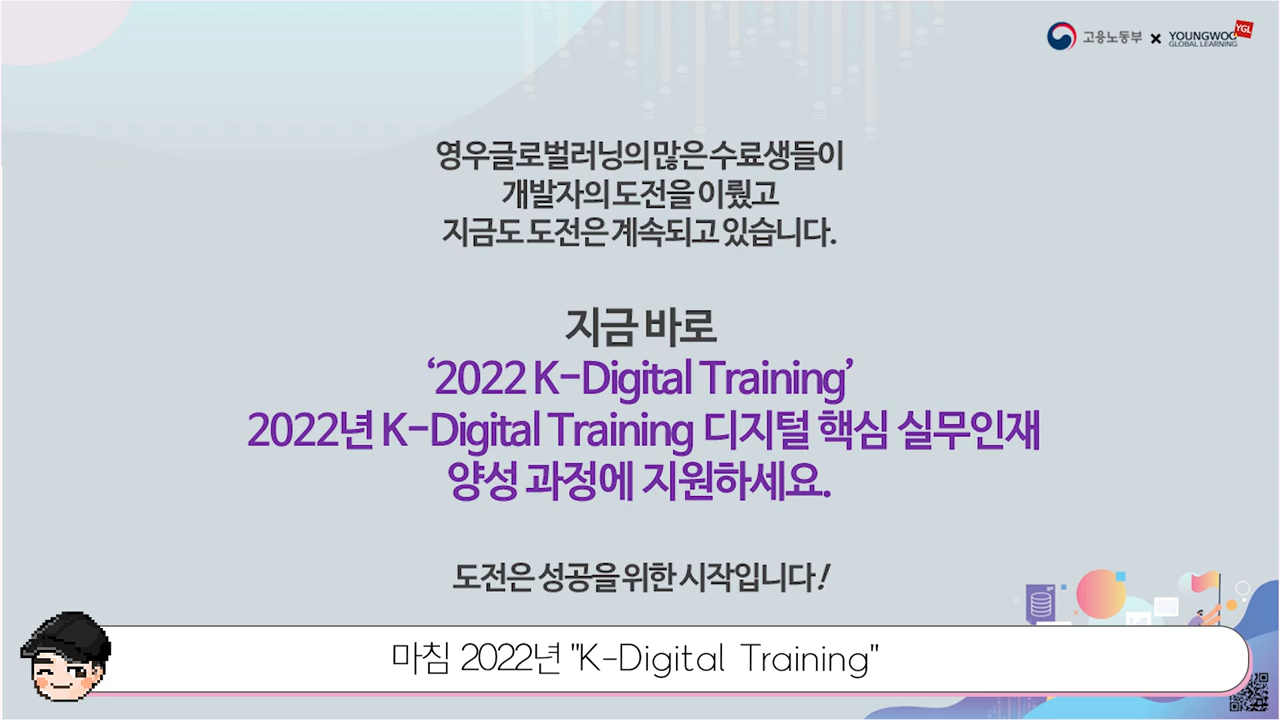 고용노동부 × YOUNGWOO YGL
GLOBAL LEARNING
영우글로벌러닝의 많은 수료생들이
개발자의 도전을 이뤘고
지금도 도전은 계속되고 있습니다.
지금 바로
‘2022 K-Digital Training’
2022년 K-Digital Training 디지털 핵심 실무인재
양성 과정에 지원하세요.
도전은 성공을 위한 시작입니다!
마침 2022년 "K-Digital Training"